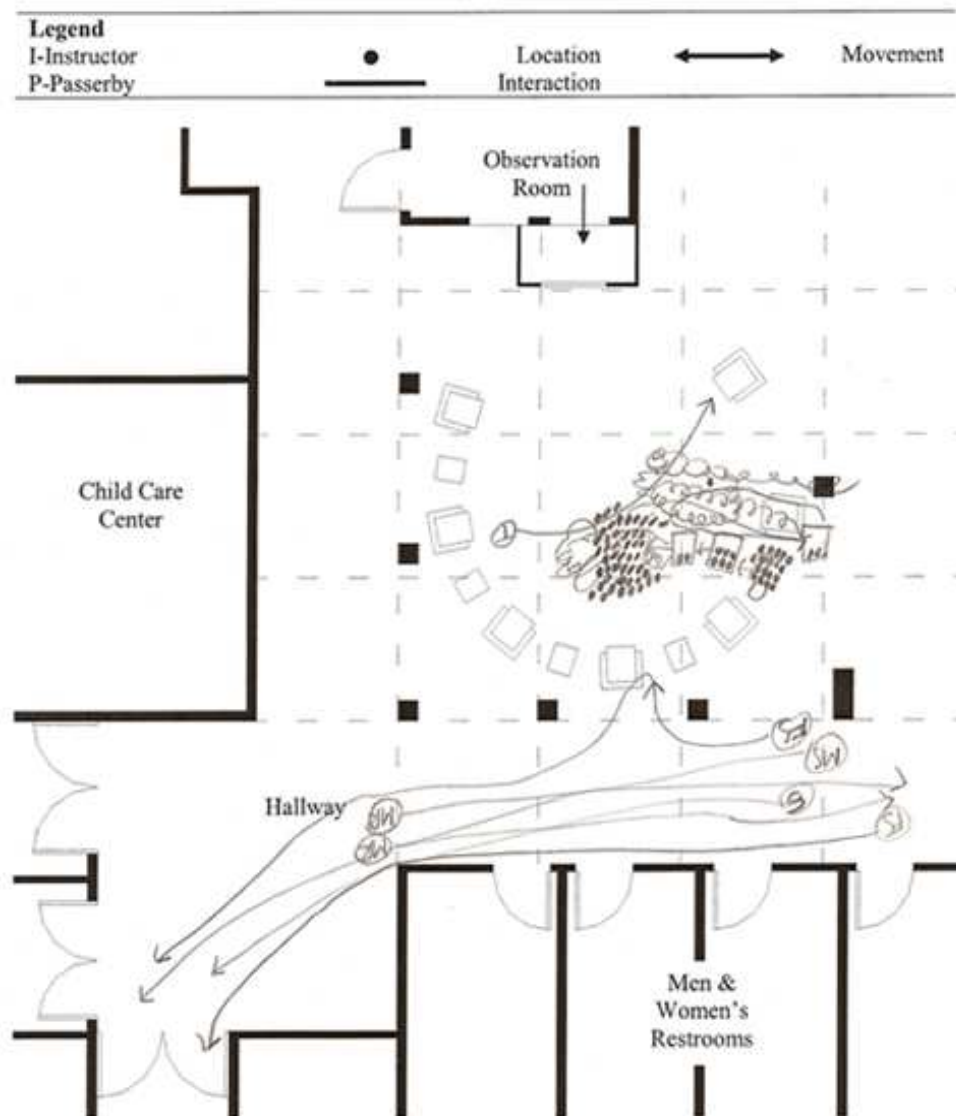 Legend
I-Instructor Location Movement
P-Passerby Interaction
Observation
Room
Child Care
Center
I
Hallway
Men &
Women's
Restrooms